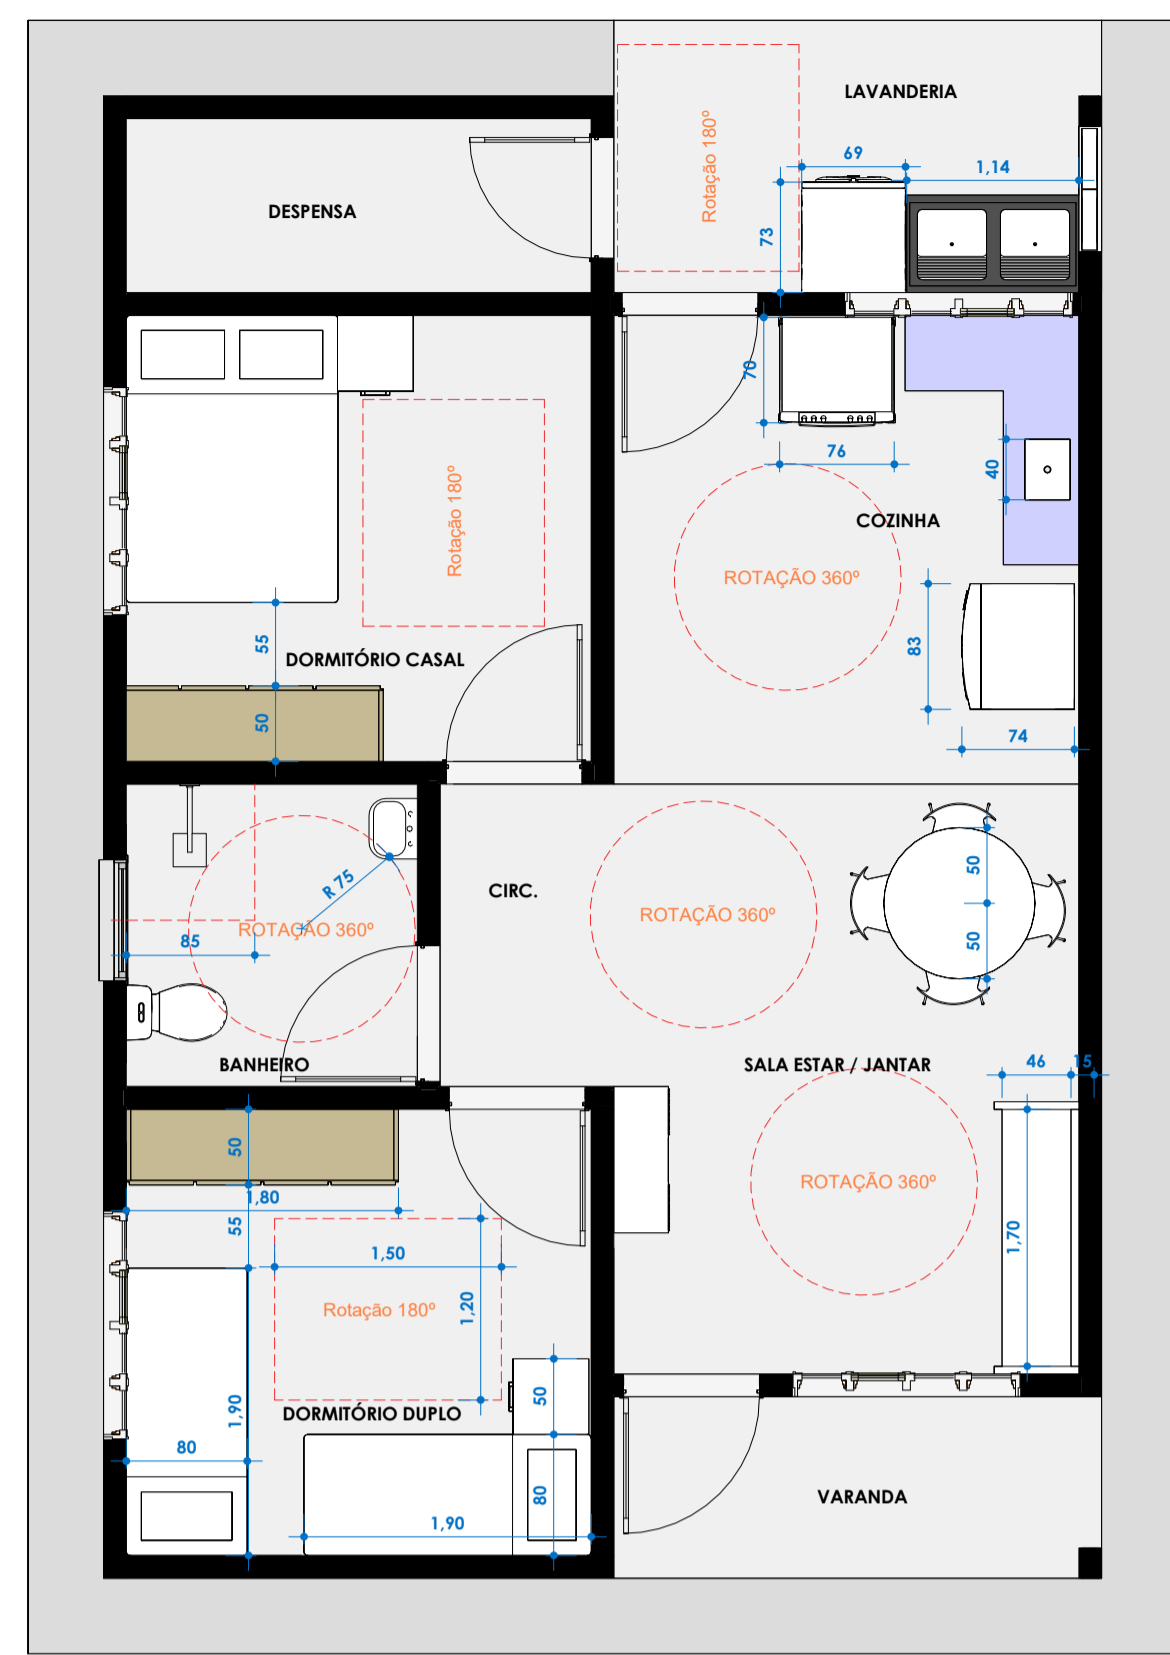 LAVANDERIA
Rotação 180º
69
1,14
73
DESPENSA
70
76
40
COZINHA
Rotação 180º
ROTAÇÃO 360º
55
DORMITÓRIO CASAL
83
50
74
R 75
CIRC.
50
ROTAÇÃO 360º
ROTAÇÃO 360º
85
50
BANHEIRO
SALA ESTAR / JANTAR
46
15
50
ROTAÇÃO 360º
1,80
55
1,70
1,50
Rotação 180º
1,20
50
1,90
DORMITÓRIO DUPLO
80
80
1,90
VARANDA